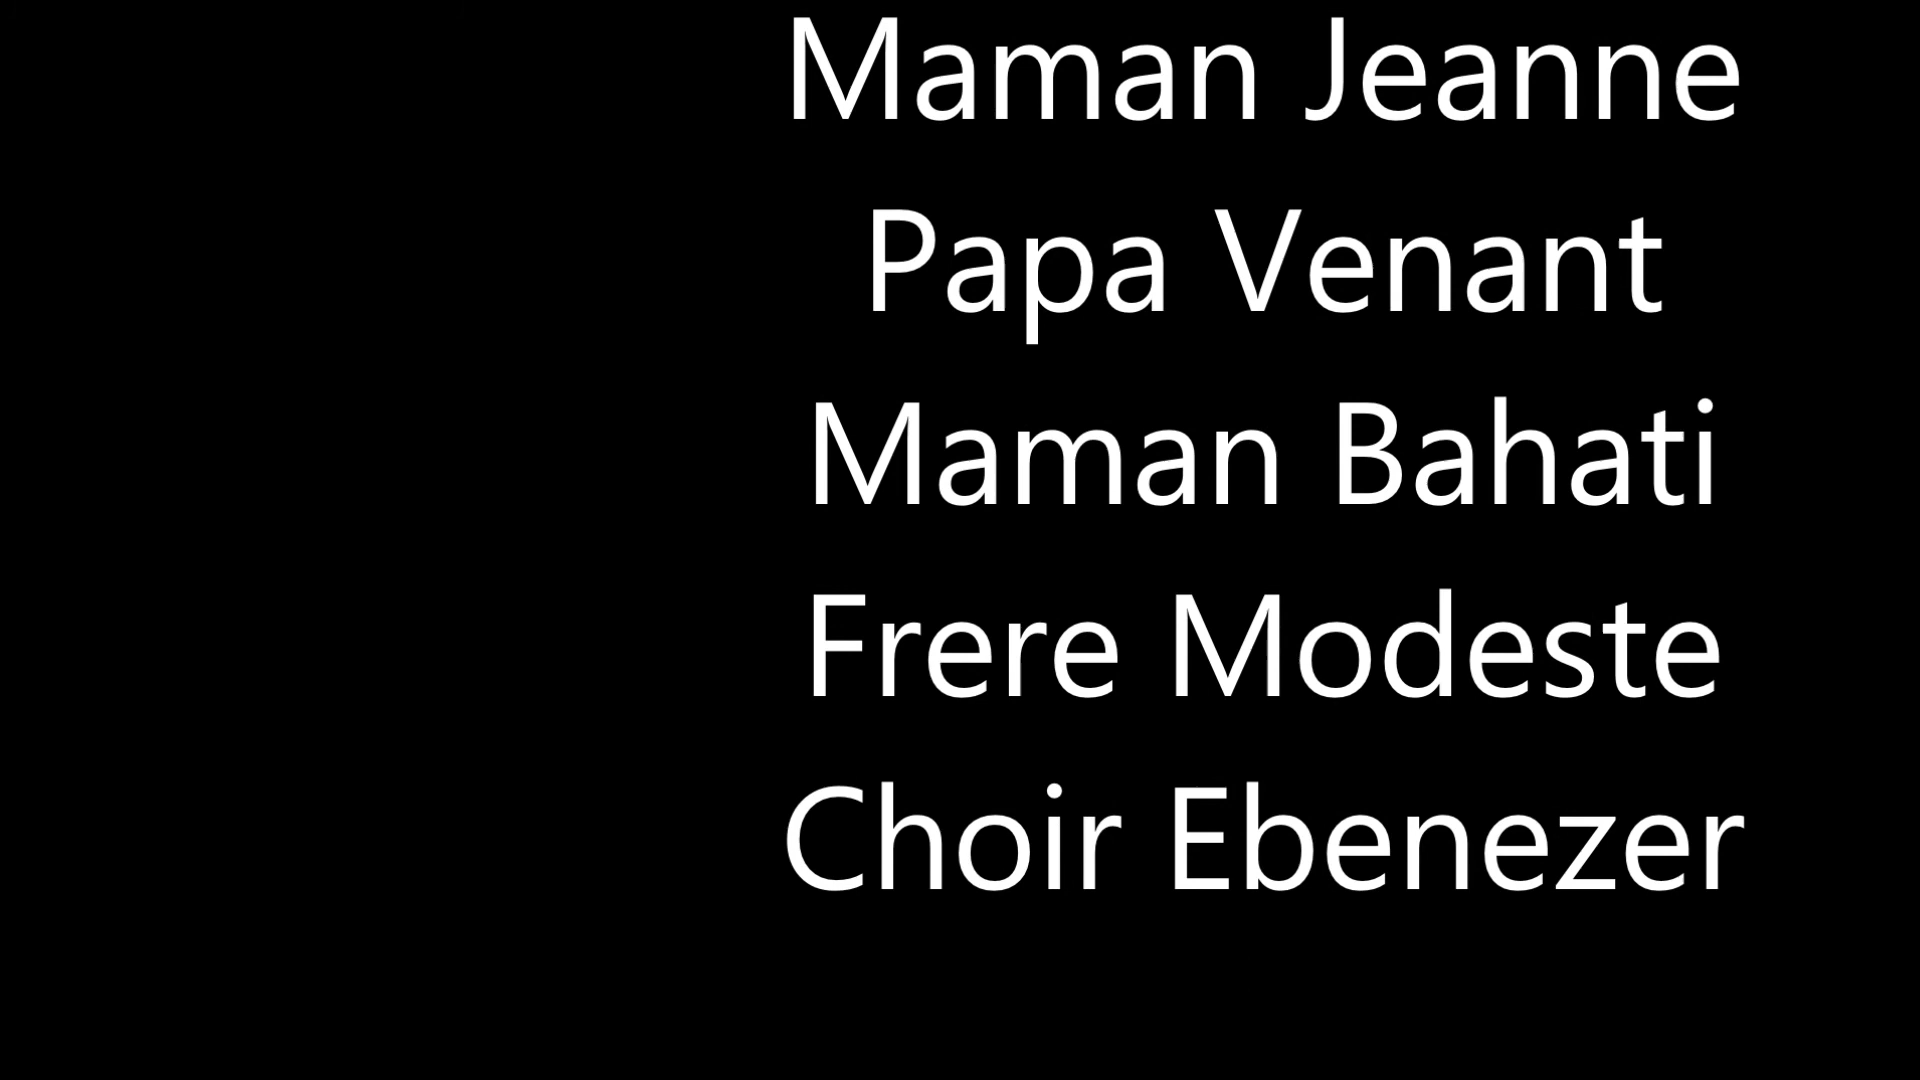 Maman Jeanne
Papa Venant
Maman Bahati
Frere Modeste
Choir Ebenezer